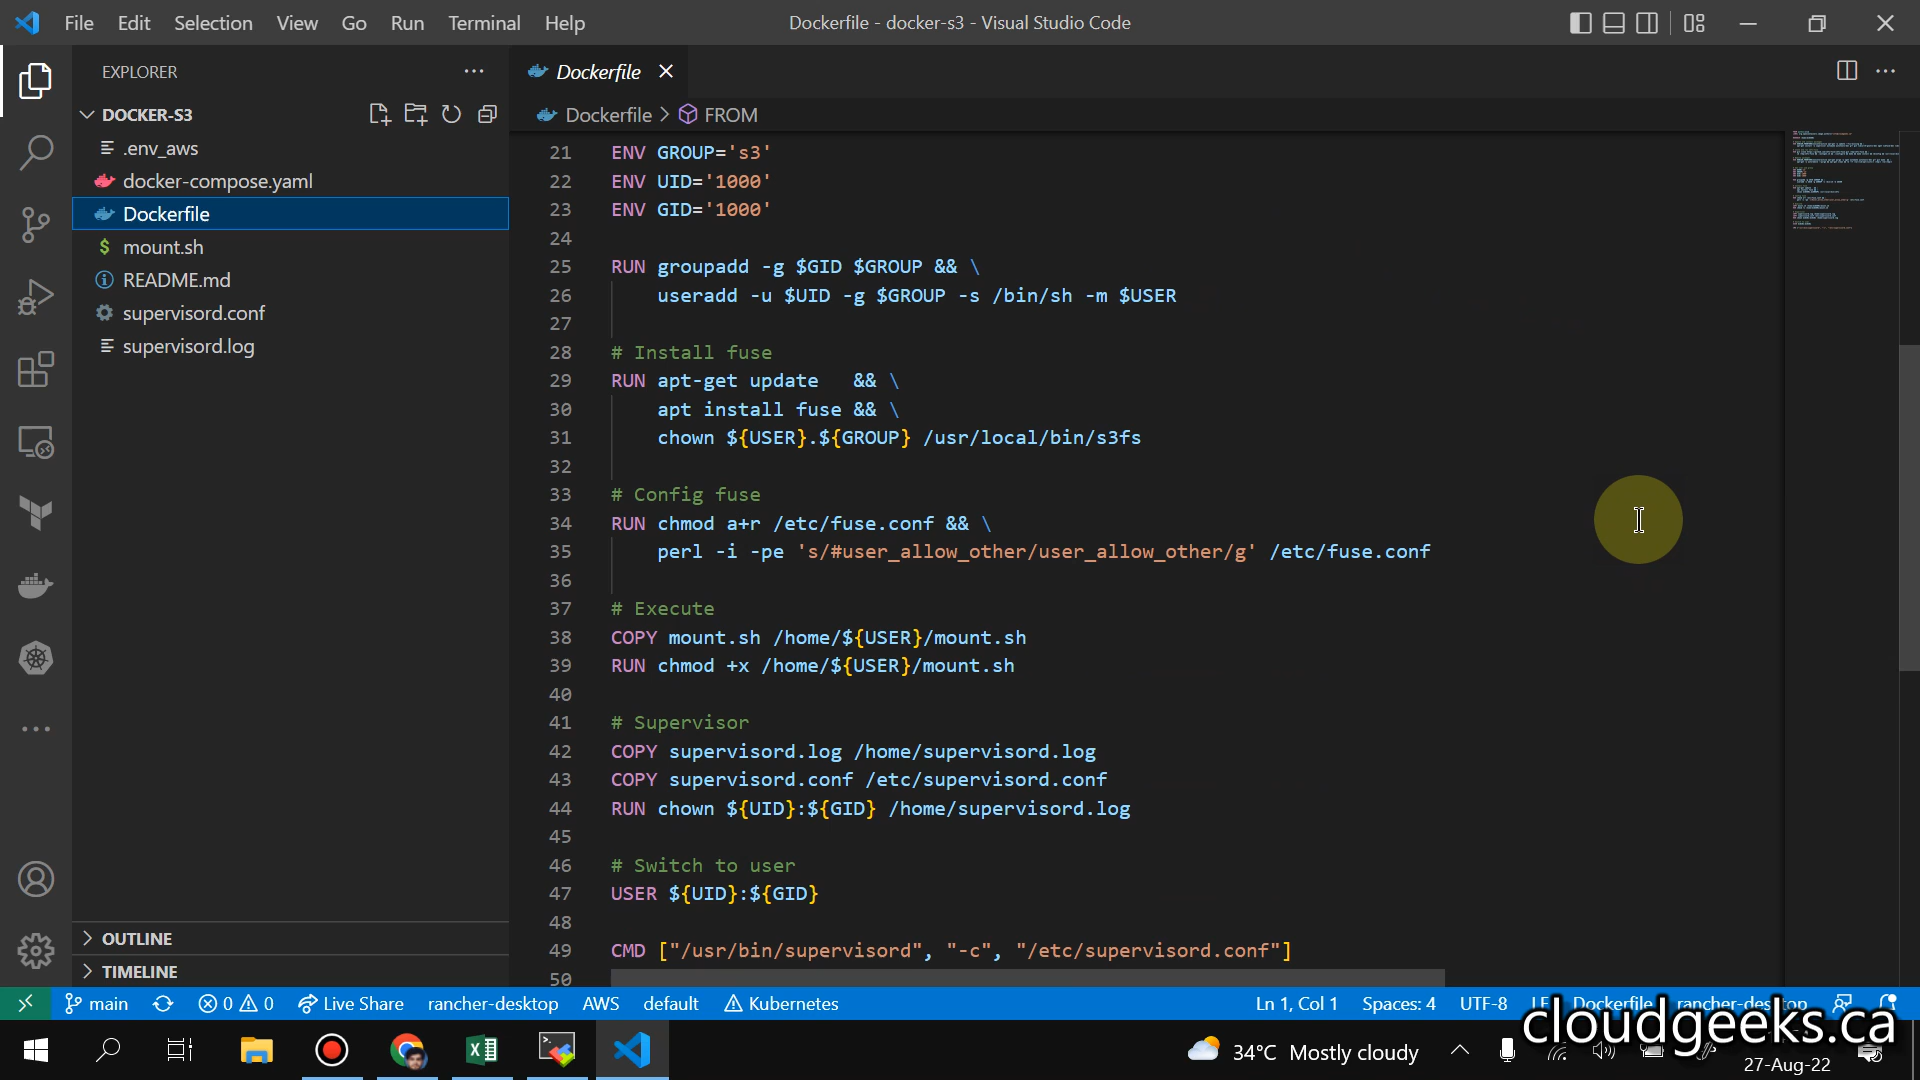 File Edit Selection View Go Run Terminal Help
Dockerfile - docker-s3 - Visual Studio Code
EXPLORER
DOCKER-S3
.env_aws
docker-compose.yaml
Dockerfile
mount.sh
README.md
supervisord.conf
supervisord.log
OUTLINE
TIMELINE
Dockerfile
Dockerfile > FROM
21 ENV GROUP='s3'
22 ENV UID='1000'
23 ENV GID='1000'
24
25 RUN groupadd -g $GID $GROUP && \
26 useradd -u $UID -g $GROUP -s /bin/sh -m $USER
27
28 # Install fuse
29 RUN apt-get update   && \
30 apt install fuse && \
31 chown ${USER}.${GROUP} /usr/local/bin/s3fs
32
33 # Config fuse
34 RUN chmod a+r /etc/fuse.conf && \
35 perl -i -pe 's/#user_allow_other/user_allow_other/g' /etc/fuse.conf
36
37 # Execute
38 COPY mount.sh /home/${USER}/mount.sh
39 RUN chmod +x /home/${USER}/mount.sh
40
41 # Supervisor
42 COPY supervisord.log /home/supervisord.log
43 COPY supervisord.conf /etc/supervisord.conf
44 RUN chown ${UID}:${GID} /home/supervisord.log
45
46 # Switch to user
47 USER ${UID}:${GID}
48
49 CMD ["/usr/bin/supervisord", "-c", "/etc/supervisord.conf"]
50
main 0 0 Live Share rancher-desktop AWS default Kubernetes
Ln 1, Col 1 Spaces: 4 UTF-8 LF Dockerfile rancher-desktop
cloudgeeks.ca
34°C Mostly cloudy
27-Aug-22